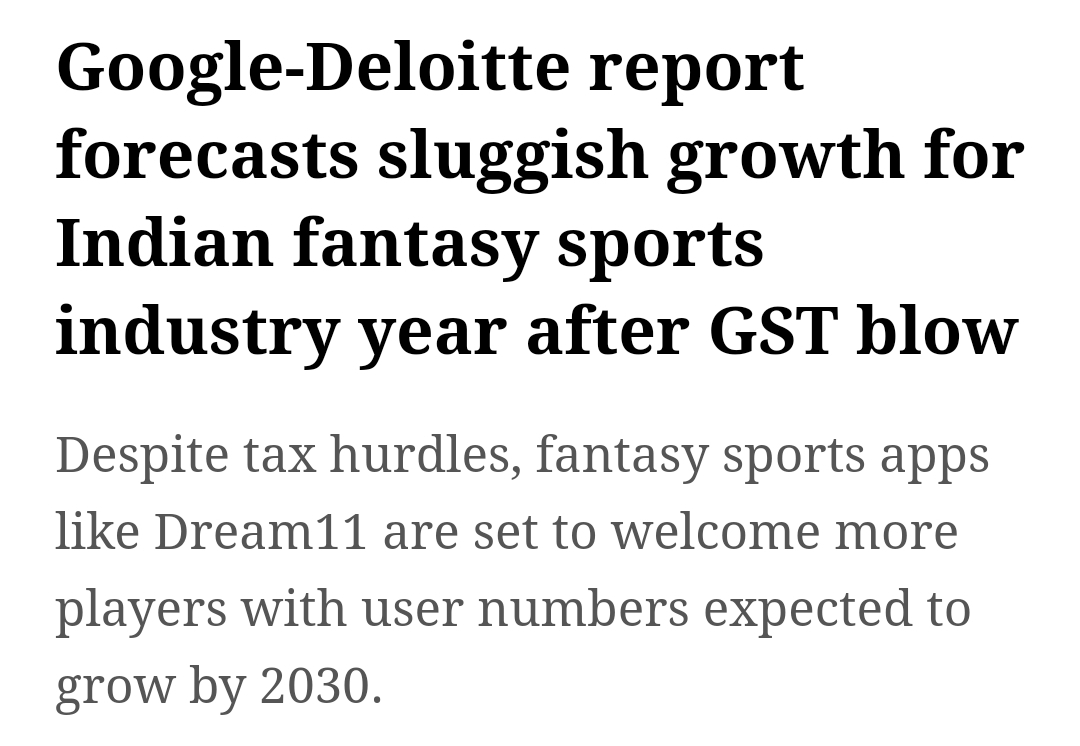 Google-Deloitte report
forecasts sluggish growth for
Indian fantasy sports
industry year after GST blow
Despite tax hurdles, fantasy sports apps
like Dream11 are set to welcome more
players with user numbers expected to
grow by 2030.